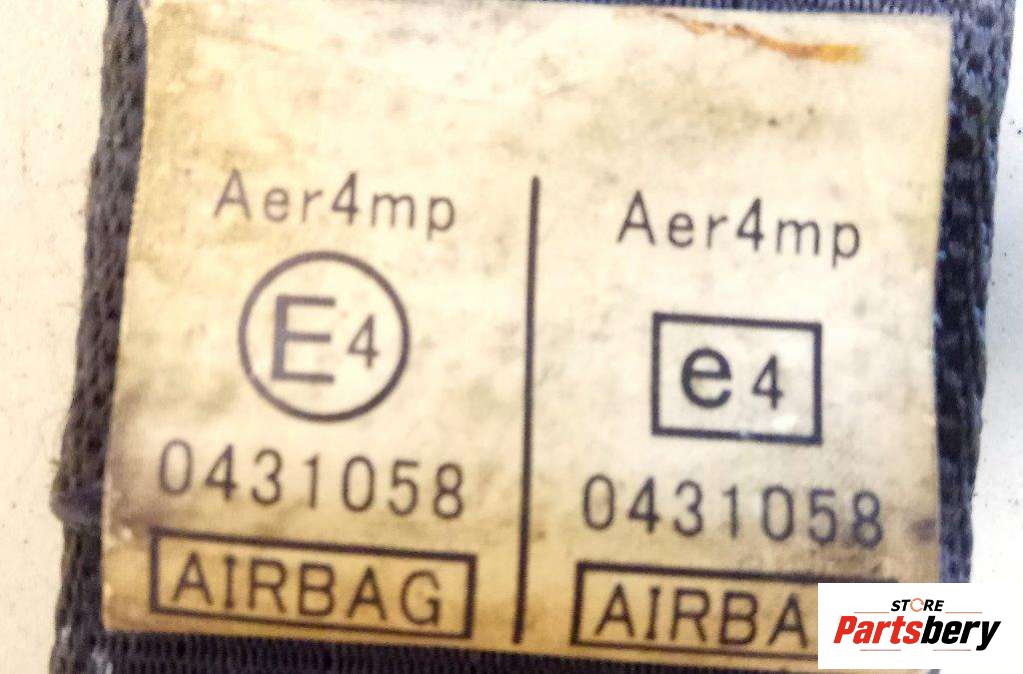 Aer4mp
E4
0431058
AIRBAG
Aer4mp
e4
0431058
AIRBA
STORE
Partsbery